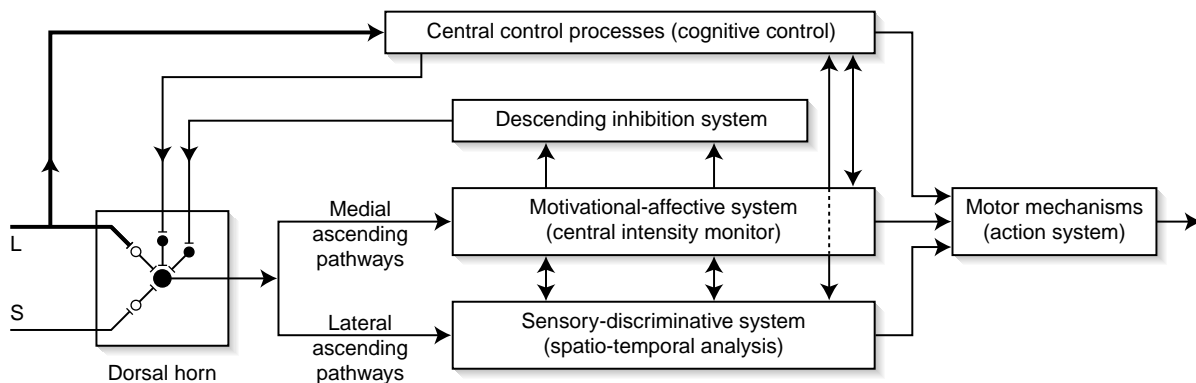 Central control processes (cognitive control)
Descending inhibition system
L
Medial
ascending
pathways
Motivational-affective system
(central intensity monitor)
Motor mechanisms
(action system)
S
Lateral
ascending
pathways
Sensory-discriminative system
(spatio-temporal analysis)
Dorsal horn